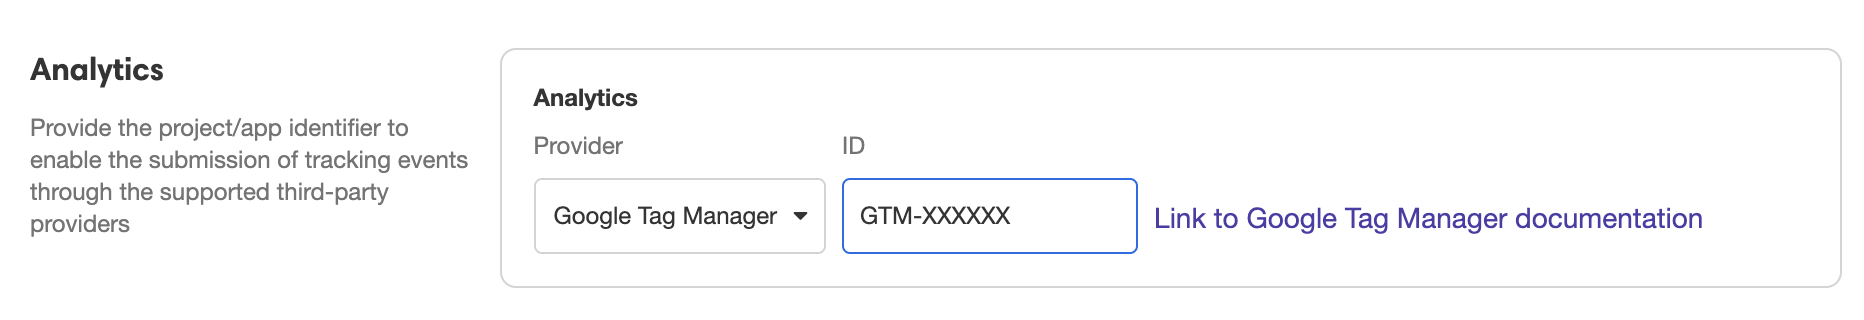 Analytics
Provide the project/app identifier to
enable the submission of tracking events
through the supported third-party
providers
Analytics
Provider
ID
Google Tag Manager
GTM-XXXXXX
Link to Google Tag Manager documentation